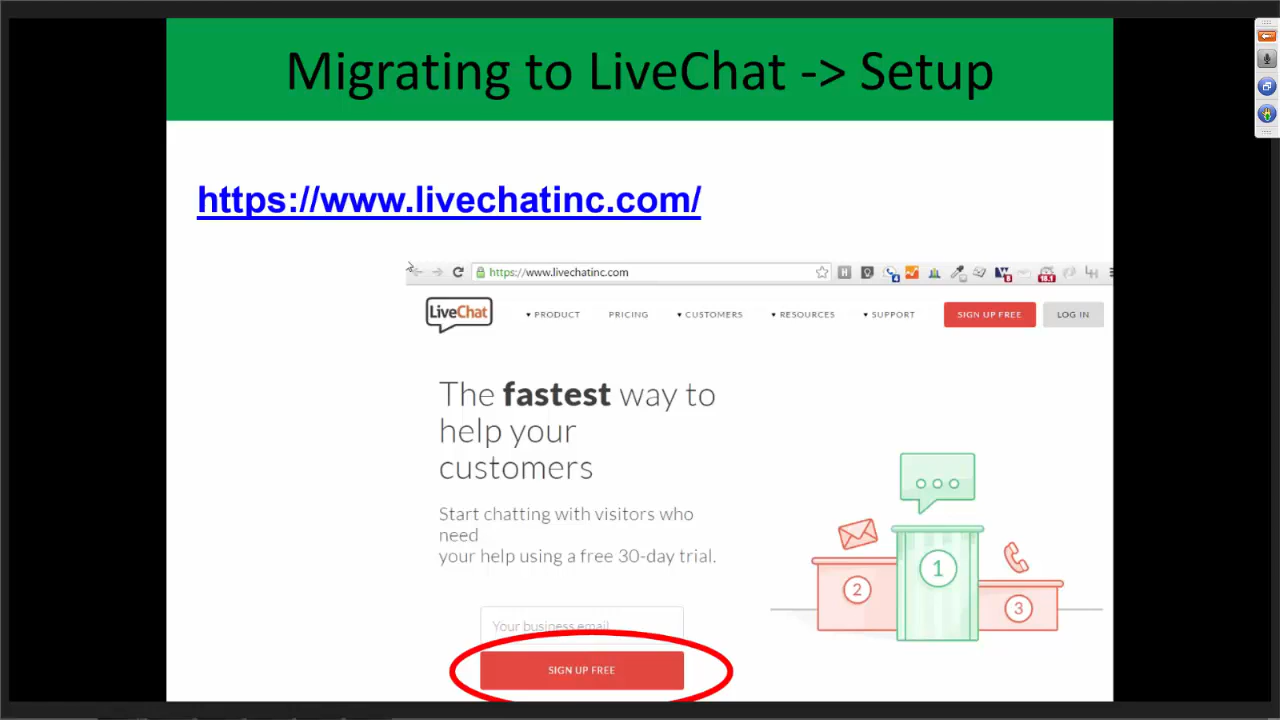 Migrating to LiveChat -> Setup
https://www.livechatinc.com/
https://www.livechatinc.com
LiveChat
▾ PRODUCT PRICING ▾ CUSTOMERS ▾ RESOURCES ▾ SUPPORT SIGN UP FREE LOG IN
The fastest way to
help your
customers
Start chatting with visitors who
need
your help using a free 30-day trial.
Your business email
SIGN UP FREE
1
2
3